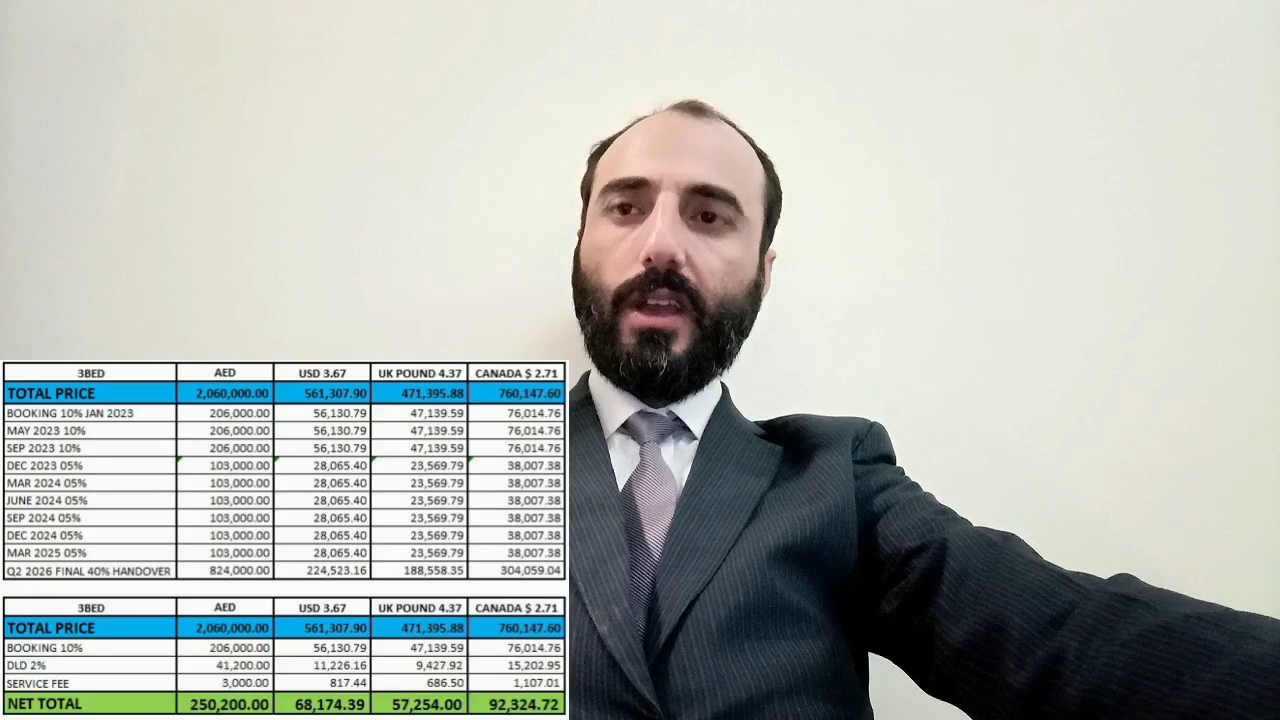 3BED AED USD 3.67 UK POUND 4.37 CANADA $ 2.71
TOTAL PRICE 2,060,000.00 561,307.90 471,395.88 760,147.60
BOOKING 10% JAN 2023 206,000.00 56,130.79 47,139.59 76,014.76
MAY 2023 10% 206,000.00 56,130.79 47,139.59 76,014.76
SEP 2023 10% 206,000.00 56,130.79 47,139.59 76,014.76
DEC 2023 05% 103,000.00 28,065.40 23,569.79 38,007.38
MAR 2024 05% 103,000.00 28,065.40 23,569.79 38,007.38
JUNE 2024 05% 103,000.00 28,065.40 23,569.79 38,007.38
SEP 2024 05% 103,000.00 28,065.40 23,569.79 38,007.38
DEC 2024 05% 103,000.00 28,065.40 23,569.79 38,007.38
MAR 2025 05% 103,000.00 28,065.40 23,569.79 38,007.38
Q2 2026 FINAL 40% HANDOVER 824,000.00 224,523.16 188,558.35 304,059.04
3BED AED USD 3.67 UK POUND 4.37 CANADA $ 2.71
TOTAL PRICE 2,060,000.00 561,307.90 471,395.88 760,147.60
BOOKING 10% 206,000.00 56,130.79 47,139.59 76,014.76
DLD 2% 41,200.00 11,226.16 9,427.92 15,202.95
SERVICE FEE 3,000.00 817.44 686.50 1,107.01
NET TOTAL 250,200.00 68,174.39 57,254.00 92,324.72